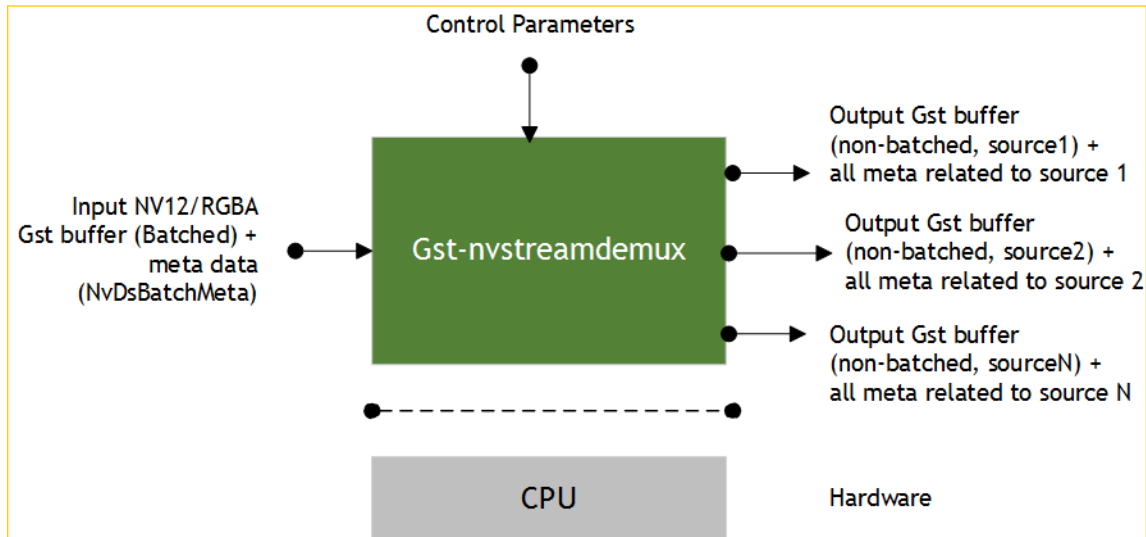 Control Parameters
Input NV12/RGBA
Gst buffer (Batched) +
meta data
(NvDsBatchMeta)
Gst-nvstreamdemux
Output Gst buffer
(non-batched, source1) +
all meta related to source 1
Output Gst buffer
(non-batched, source2) +
all meta related to source 2
Output Gst buffer
(non-batched, sourceN) +
all meta related to source N
CPU
Hardware